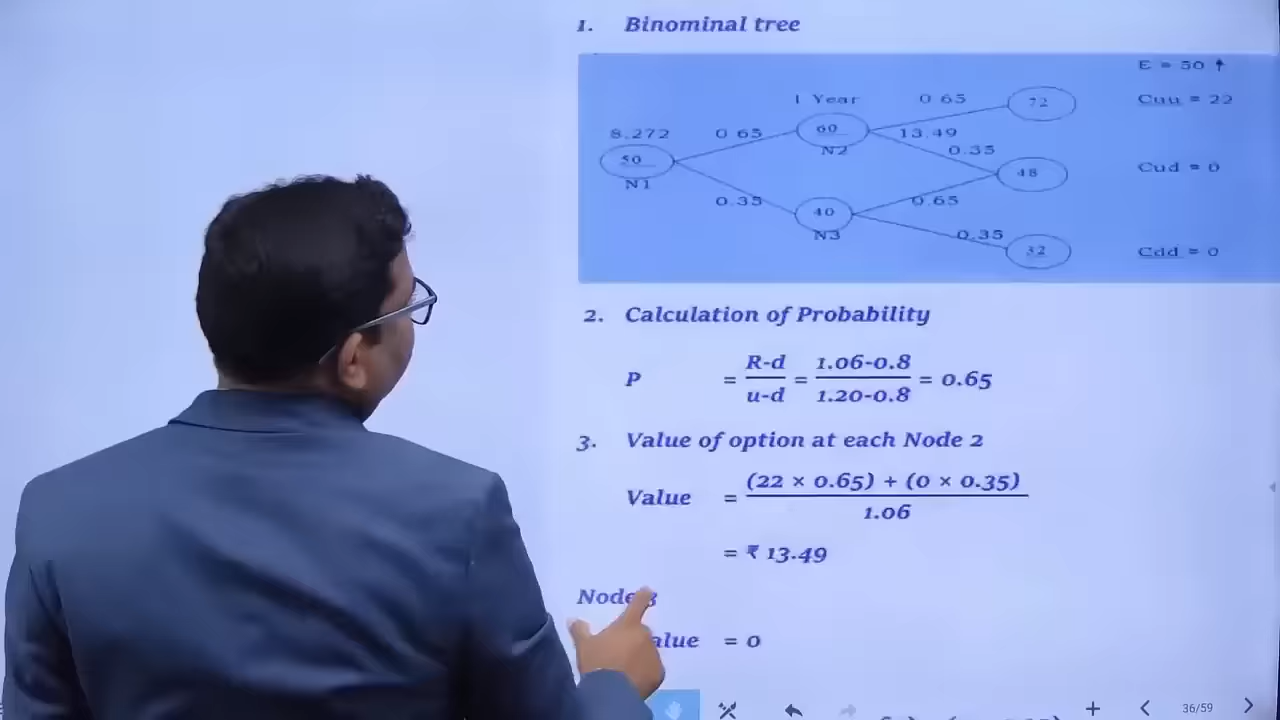 1. Binominal tree
E = 50 ↑
1 Year 0 65 72 Cuu = 22
8.272 0 65 60 13.49
50 N2 0.35
N1 48 Cud = 0
0.35 40 0.65
N3 0.35
32 Cdd = 0
2. Calculation of Probability
P = R-d / u-d = 1.06-0.8 / 1.20-0.8 = 0.65
3. Value of option at each Node 2
Value = (22 × 0.65) + (0 × 0.35) / 1.06
= ₹ 13.49
Node 3
alue = 0
36/59